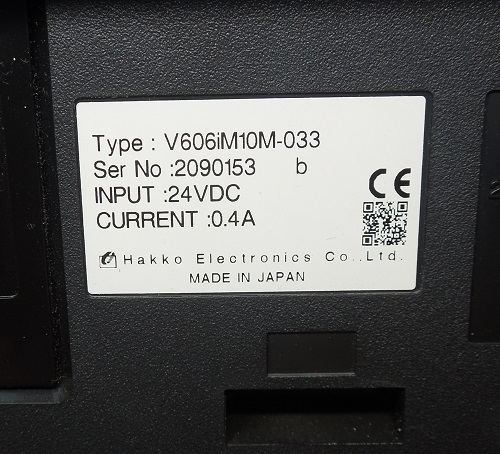 Type : V606iM10M-033
Ser No :2090153 b
INPUT :24VDC
CURRENT :0.4A
CE
Hakko Electronics Co.,Ltd.
MADE IN JAPAN